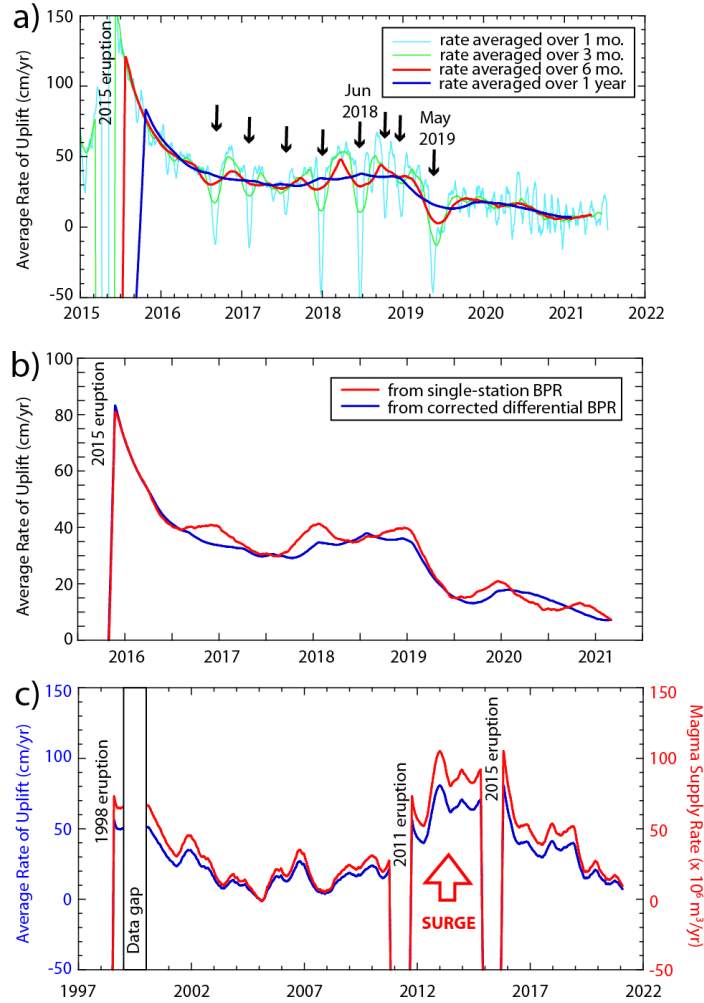 a)
150
100
50
0
-50
Average Rate of Uplift (cm/yr)
2015 eruption
rate averaged over 1 mo.
rate averaged over 3 mo.
rate averaged over 6 mo.
rate averaged over 1 year
Jun
2018
May
2019
2015 2016 2017 2018 2019 2020 2021 2022
b)
100
80
60
40
20
0
Average Rate of Uplift (cm/yr)
2015 eruption
from single-station BPR
from corrected differential BPR
2016 2017 2018 2019 2020 2021
c)
150
100
50
0
-50
Average Rate of Uplift (cm/yr)
1998 eruption
Data gap
2011 eruption
SURGE
2015 eruption
150
100
50
0
-50
Magma Supply Rate (x 10⁶ m³/yr)
1997 2002 2007 2012 2017 2022